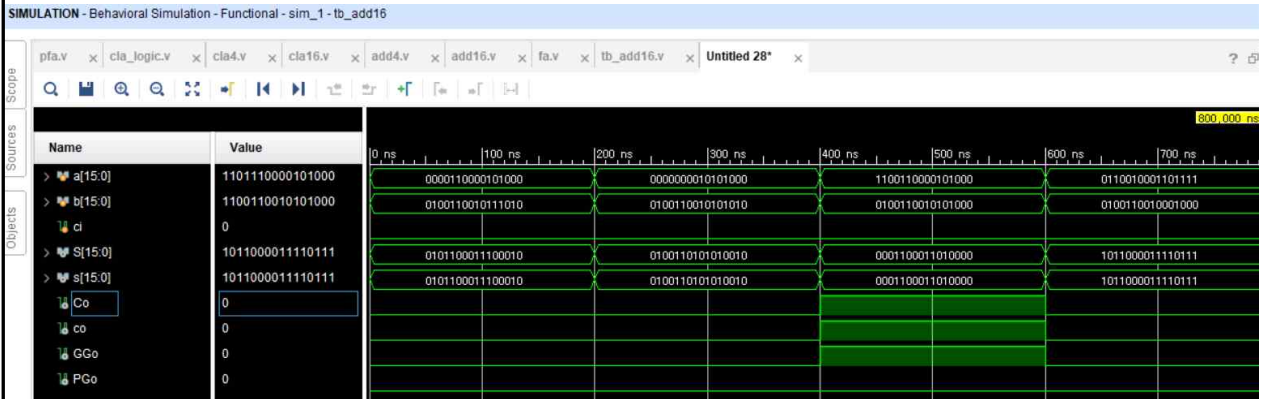 SIMULATION - Behavioral Simulation - Functional - sim_1 - tb_add16
pfa.v × cla_logic.v × cla4.v × cla16.v × add4.v × add16.v × fa.v × tb_add16.v × Untitled 28* × ?
Scope
Sources
Objects
800,000 ns
Name Value 0 ns 100 ns 200 ns 300 ns 400 ns 500 ns 600 ns 700 ns
a[15:0] 1101110000101000 0000110000101000 0000000010101000 1100110000101000 0110010001101111
b[15:0] 1100110010101000 0100110010111010 0100110010101010 0100110010101000 0100110010001000
ci 0
S[15:0] 1011000011110111 0101100011100010 0100110101010010 0001100011010000 1011000011110111
s[15:0] 1011000011110111 0101100011100010 0100110101010010 0001100011010000 1011000011110111
Co 0
co 0
GGo 0
PGo 0